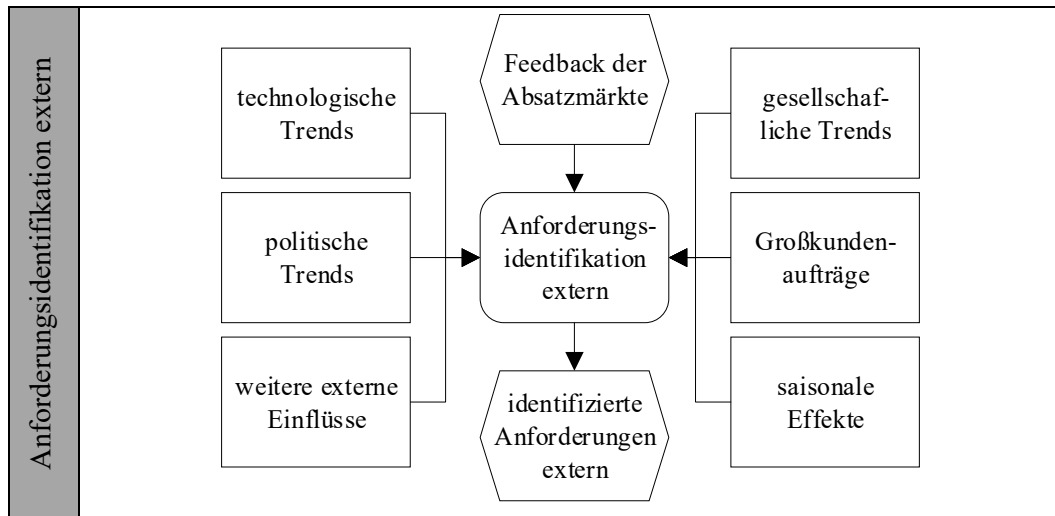 Anforderungsidentifikation extern
technologische
Trends
politische
Trends
weitere externe
Einflüsse
Feedback der
Absatzmärkte
Anforderungs-
identifikation
extern
identifizierte
Anforderungen
extern
gesellschaf-
liche Trends
Großkunden-
aufträge
saisonale
Effekte